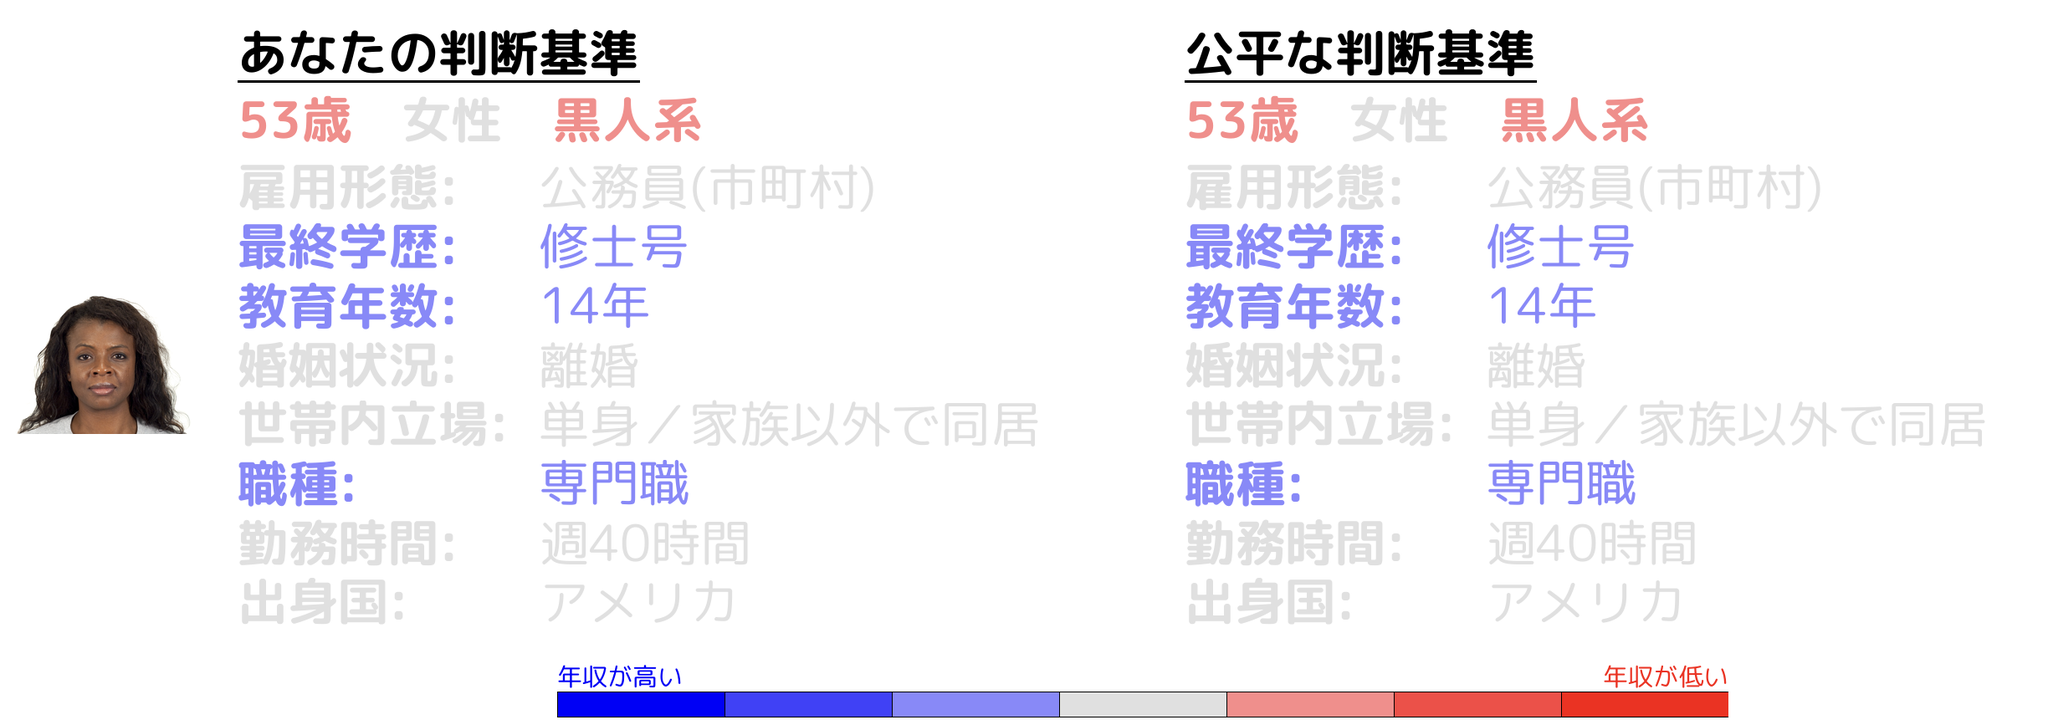 あなたの判断基準
53歳 女性 黒人系
雇用形態: 公務員(市町村)
最終学歴: 修士号
教育年数: 14年
婚姻状況: 離婚
世帯内立場: 単身／家族以外で同居
職種: 専門職
勤務時間: 週40時間
出身国: アメリカ
公平な判断基準
53歳 女性 黒人系
雇用形態: 公務員(市町村)
最終学歴: 修士号
教育年数: 14年
婚姻状況: 離婚
世帯内立場: 単身／家族以外で同居
職種: 専門職
勤務時間: 週40時間
出身国: アメリカ
年収が高い
年収が低い